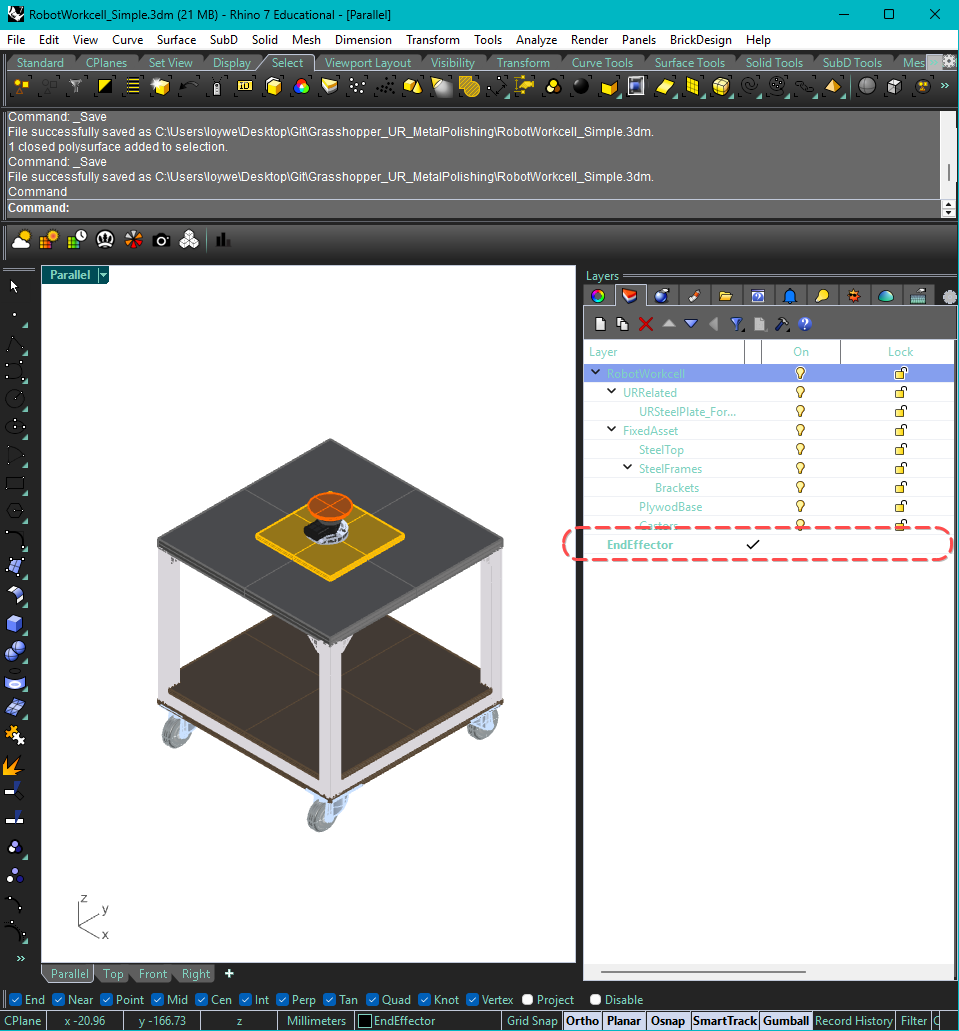 RobotWorkcell_Simple.3dm (21 MB) - Rhino 7 Educational - [Parallel]
File Edit View Curve Surface SubD Solid Mesh Dimension Transform Tools Analyze Render Panels BrickDesign Help
Standard CPlanes Set View Display Select Viewport Layout Visibility Transform Curve Tools Surface Tools Solid Tools SubD Tools Mes
Command: _Save
File successfully saved as C:\Users\loywe\Desktop\Git\Grasshopper_UR_MetalPolishing\RobotWorkcell_Simple.3dm.
1 closed polysurface added to selection.
Command: _Save
File successfully saved as C:\Users\loywe\Desktop\Git\Grasshopper_UR_MetalPolishing\RobotWorkcell_Simple.3dm.
Command
Command:
Parallel
Layers
Layer On Lock
RobotWorkcell
URRelated
URSteelPlate_For...
FixedAsset
SteelTop
SteelFrames
Brackets
PlywodBase
Castors
EndEffector
z
y
x
Parallel Top Front Right
End Near Point Mid Cen Int Perp Tan Quad Knot Vertex Project Disable
CPlane x -20.96 y -166.73 z Millimeters EndEffector Grid Snap Ortho Planar Osnap SmartTrack Gumball Record History Filter C